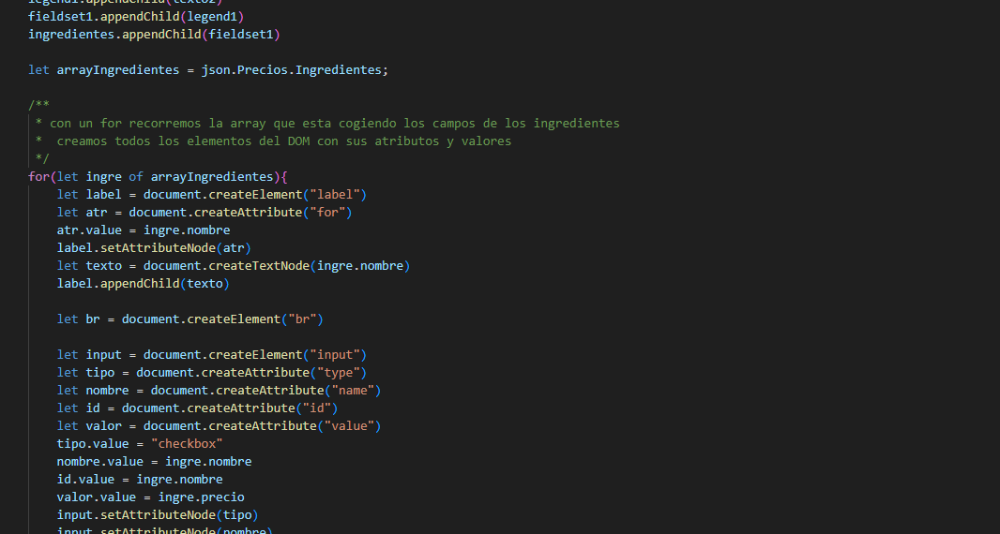 legend1.appendChild(texto2)
fieldset1.appendChild(legend1)
ingredientes.appendChild(fieldset1)
let arrayIngredientes = json.Precios.Ingredientes;
/**
* con un for recorremos la array que esta cogiendo los campos de los ingredientes
* creamos todos los elementos del DOM con sus atributos y valores
*/
for(let ingre of arrayIngredientes){
let label = document.createElement("label")
let atr = document.createAttribute("for")
atr.value = ingre.nombre
label.setAttributeNode(atr)
let texto = document.createTextNode(ingre.nombre)
label.appendChild(texto)
let br = document.createElement("br")
let input = document.createElement("input")
let tipo = document.createAttribute("type")
let nombre = document.createAttribute("name")
let id = document.createAttribute("id")
let valor = document.createAttribute("value")
tipo.value = "checkbox"
nombre.value = ingre.nombre
id.value = ingre.nombre
valor.value = ingre.precio
input.setAttributeNode(tipo)
input.setAttributeNode(nombre)